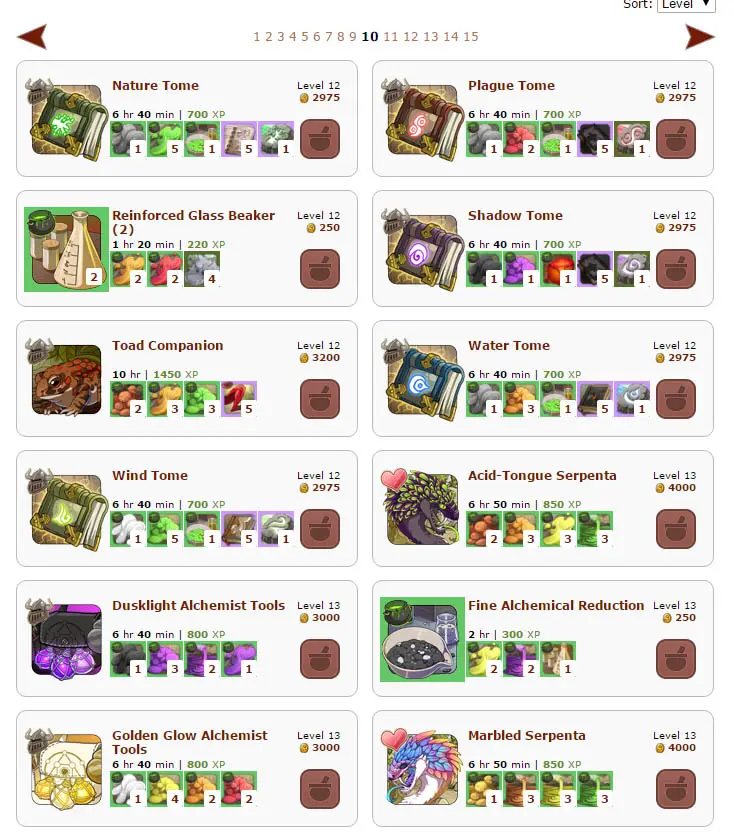 Sort: Level ▼
1 2 3 4 5 6 7 8 9 10 11 12 13 14 15
Nature Tome
Level 12
2975
6 hr 40 min | 700 XP
1 5 1 5 1
Plague Tome
Level 12
2975
6 hr 40 min | 700 XP
1 2 1 5 1
Reinforced Glass Beaker
(2)
Level 12
250
1 hr 20 min | 220 XP
2
2 2 4
Shadow Tome
Level 12
2975
6 hr 40 min | 700 XP
1 1 1 5 1
Toad Companion
Level 12
3200
10 hr | 1450 XP
2 3 3 5
Water Tome
Level 12
2975
6 hr 40 min | 700 XP
1 3 1 5 1
Wind Tome
Level 12
2975
6 hr 40 min | 700 XP
1 5 1 5 1
Acid-Tongue Serpenta
Level 13
4000
6 hr 50 min | 850 XP
2 3 3 3
Dusklight Alchemist Tools
Level 13
3000
6 hr 40 min | 800 XP
1 3 2 1
Fine Alchemical Reduction
Level 13
250
2 hr | 300 XP
2 2 1
Golden Glow Alchemist
Tools
Level 13
3000
6 hr 40 min | 800 XP
1 4 2 2
Marbled Serpenta
Level 13
4000
6 hr 50 min | 850 XP
1 3 3 3